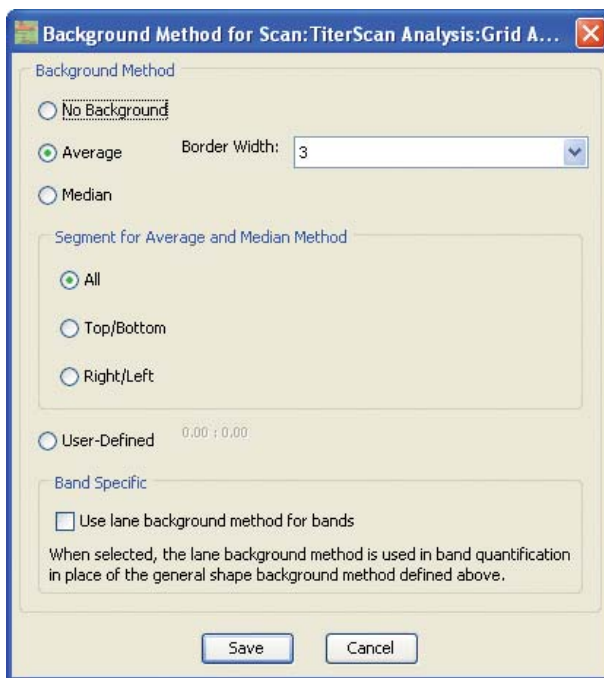 Background Method for Scan:TiterScan Analysis:Grid A...
Background Method
No Background
Average Border Width: 3
Median
Segment for Average and Median Method
All
Top/Bottom
Right/Left
User-Defined 0.00 : 0.00
Band Specific
Use lane background method for bands
When selected, the lane background method is used in band quantification
in place of the general shape background method defined above.
Save Cancel